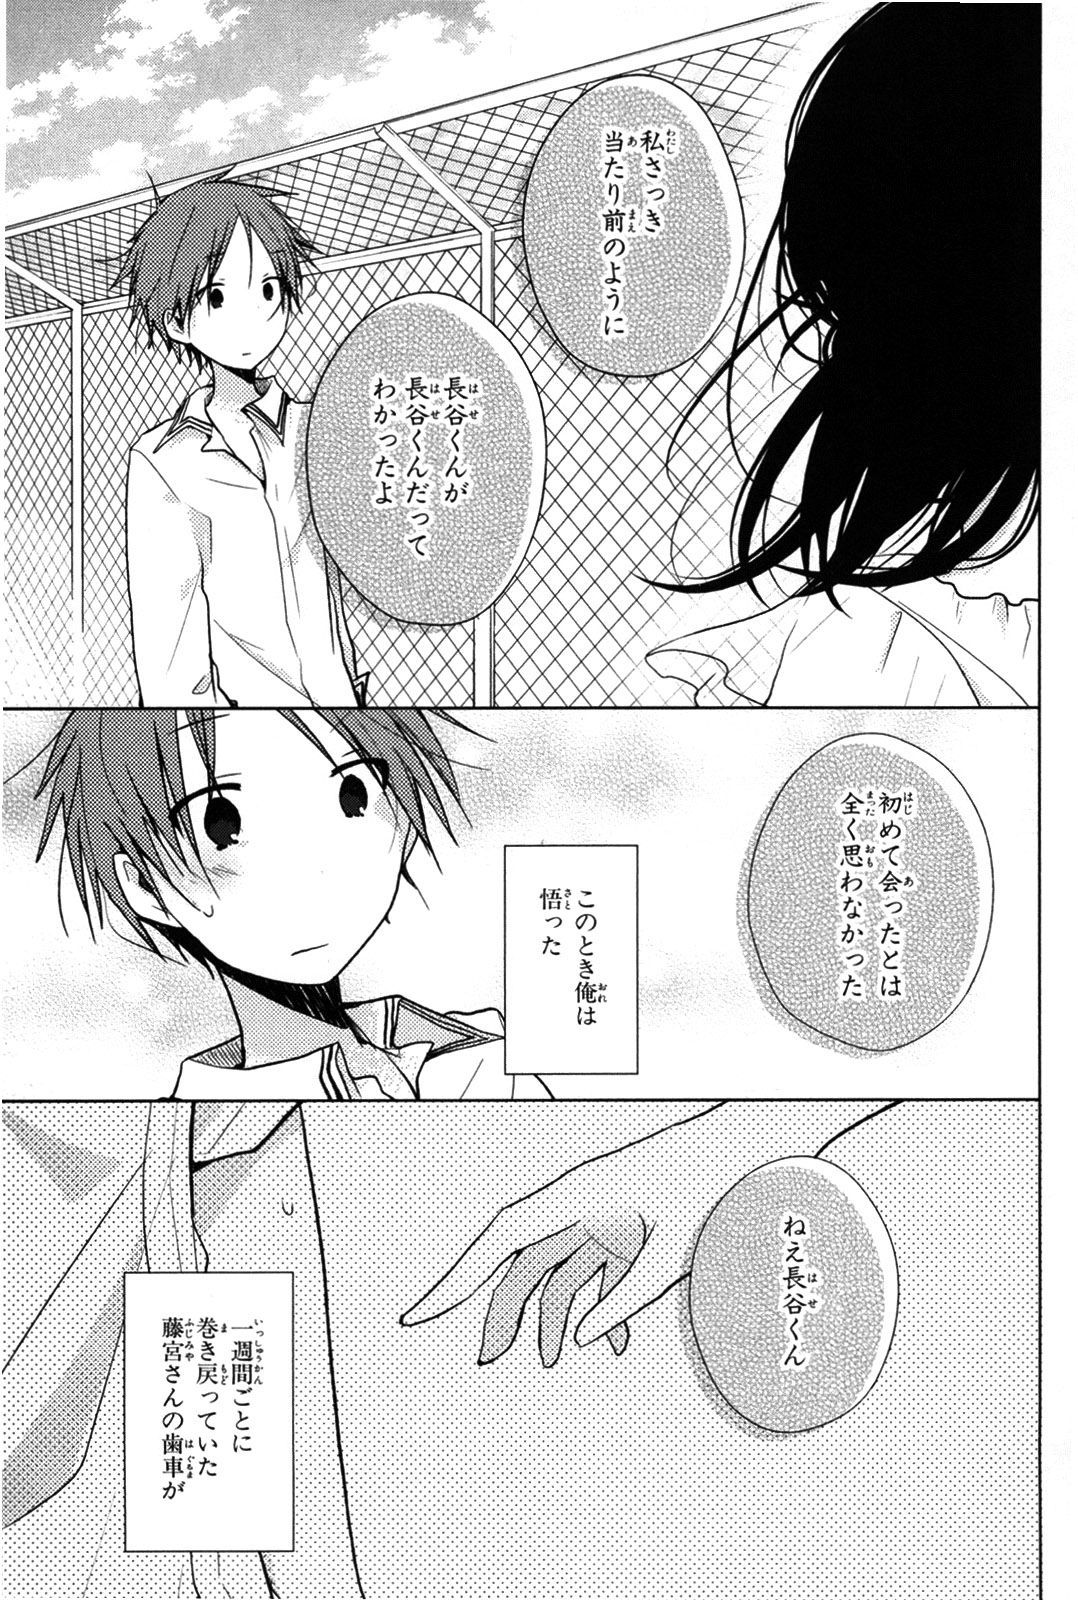 私さっき
当たり前のように
長谷くんが
長谷くんだって
わかったよ
初めて会ったとは
全く思わなかった
このとき俺は
悟った
ねえ長谷くん
一週間ごとに
巻き戻っていた
藤宮さんの歯車が